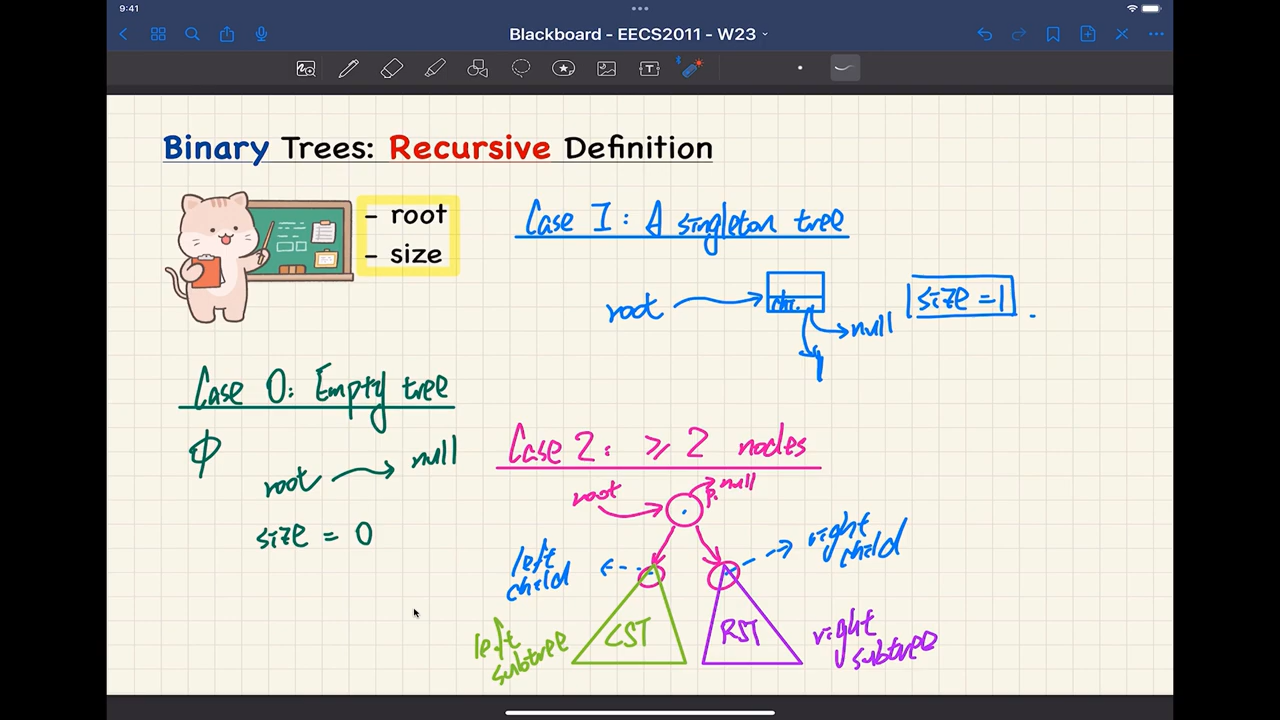 9:41
Blackboard - EECS2011 - W23
Binary Trees: Recursive Definition
- root
- size
Case 1: A singleton tree
root
chi.
null
size = 1
Case 0: Empty tree
ϕ
root
null
size = 0
Case 2: ≥ 2 nodes
root
p.
null
left
child
right
child
LST
RST
left
subtree
right
subtree